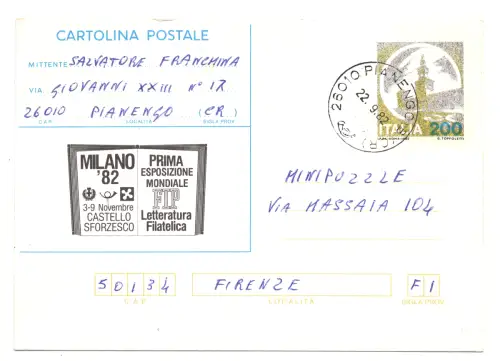 CARTOLINA POSTALE
MITTENTE SALVATORE FRANCHINA
VIA GIOVANNI XXIII N° 12
26010 PIANENGO (CR)
C.A.P. LOCALITÀ SIGLA PROV.
MILANO '82
3-9 Novembre
CASTELLO
SFORZESCO
PRIMA
ESPOSIZIONE
MONDIALE
FIP
Letteratura
Filatelica
26010 PIANENGO (CR)
22.9.82
ITALIA 200
MINIPUZZLE
VIA MASSAIA 104
50134 FIRENZE FI
C.A.P. LOCALITÀ SIGLA PROV.